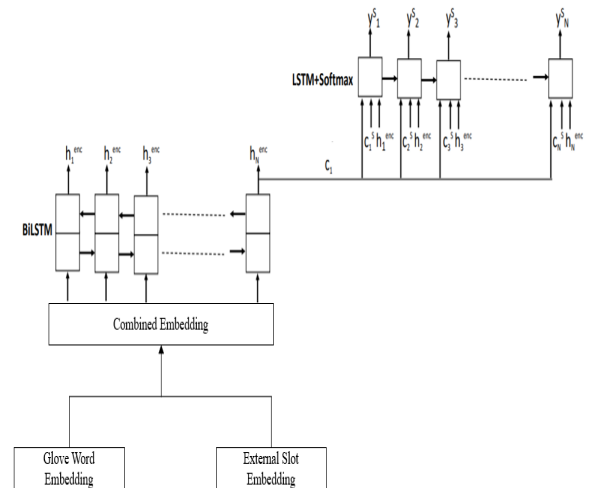 y^S_1 y^S_2 y^S_3 y^S_N
LSTM+Softmax
c_1^S h_1^enc c_2^S h_2^enc c_3^S h_3^enc c_N^S h_N^enc
h_1^enc h_2^enc h_3^enc h_N^enc
c_1
BiLSTM
Combined Embedding
Glove Word
Embedding
External Slot
Embedding